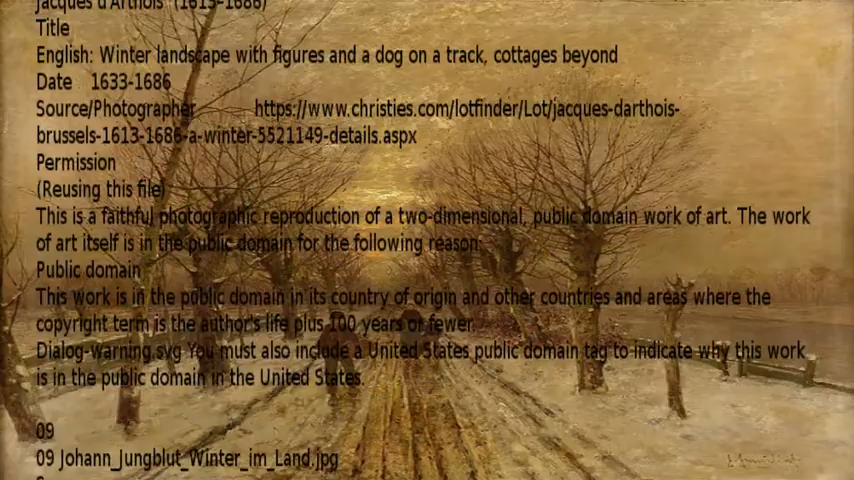 Jacques d'Arthois (1613-1686)
Title
English: Winter landscape with figures and a dog on a track, cottages beyond
Date 1633-1686
Source/Photographer https://www.christies.com/lotfinder/Lot/jacques-darthois-
brussels-1613-1686-a-winter-5521149-details.aspx
Permission
(Reusing this file)
This is a faithful photographic reproduction of a two-dimensional, public domain work of art. The work
of art itself is in the public domain for the following reason:
Public domain
This work is in the public domain in its country of origin and other countries and areas where the
copyright term is the author's life plus 100 years or fewer.
Dialog-warning.svg You must also include a United States public domain tag to indicate why this work
is in the public domain in the United States.
09
09 Johann_Jungblut_Winter_im_Land.jpg